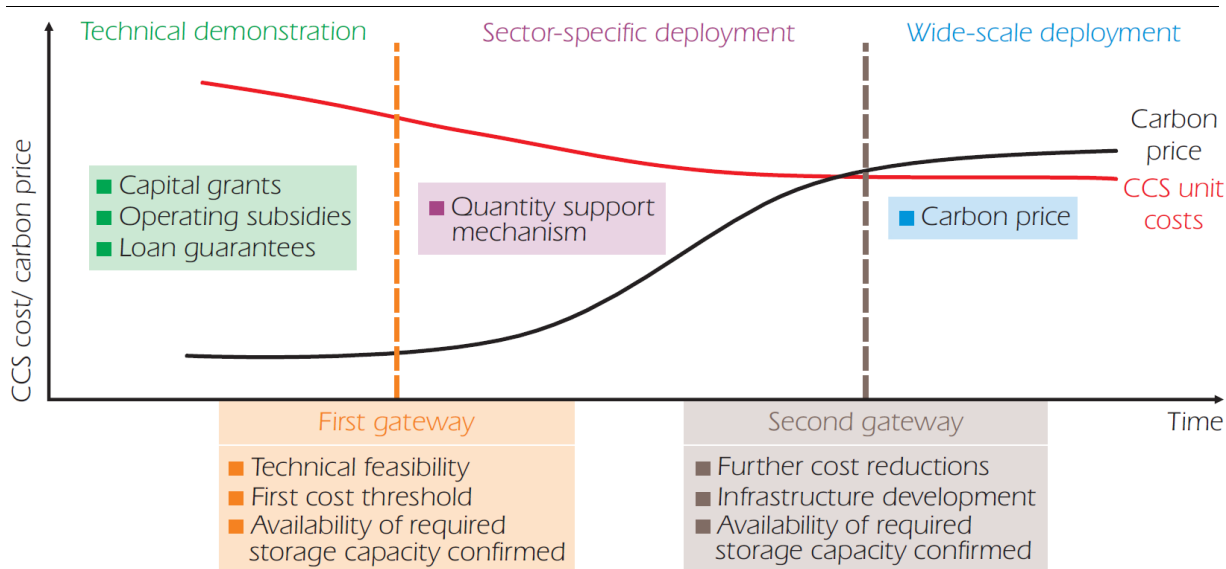 Technical demonstration
Sector-specific deployment
Wide-scale deployment
CCS cost/ carbon price
Capital grants
Operating subsidies
Loan guarantees
Quantity support
mechanism
Carbon price
Carbon
price
CCS unit
costs
Time
First gateway
Technical feasibility
First cost threshold
Availability of required
storage capacity confirmed
Second gateway
Further cost reductions
Infrastructure development
Availability of required
storage capacity confirmed